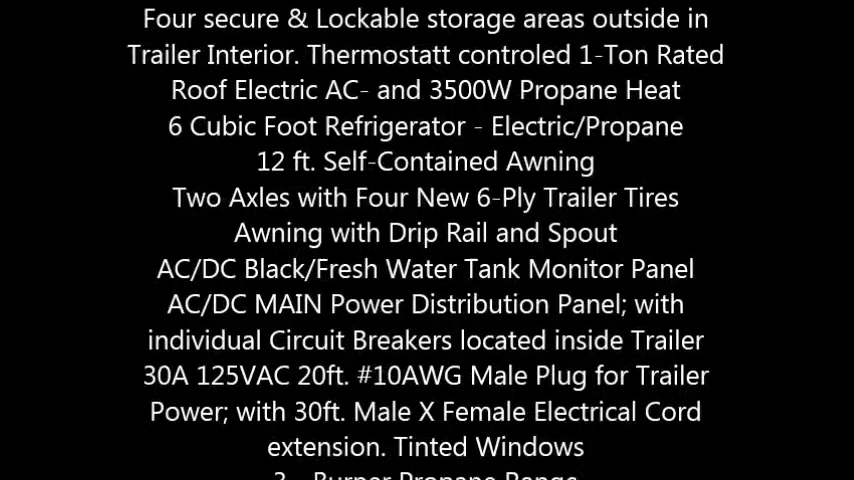 Four secure & Lockable storage areas outside in
Trailer Interior. Thermostatt controled 1-Ton Rated
Roof Electric AC- and 3500W Propane Heat
6 Cubic Foot Refrigerator - Electric/Propane
12 ft. Self-Contained Awning
Two Axles with Four New 6-Ply Trailer Tires
Awning with Drip Rail and Spout
AC/DC Black/Fresh Water Tank Monitor Panel
AC/DC MAIN Power Distribution Panel; with
individual Circuit Breakers located inside Trailer
30A 125VAC 20ft. #10AWG Male Plug for Trailer
Power; with 30ft. Male X Female Electrical Cord
extension. Tinted Windows
Burner Propane Range